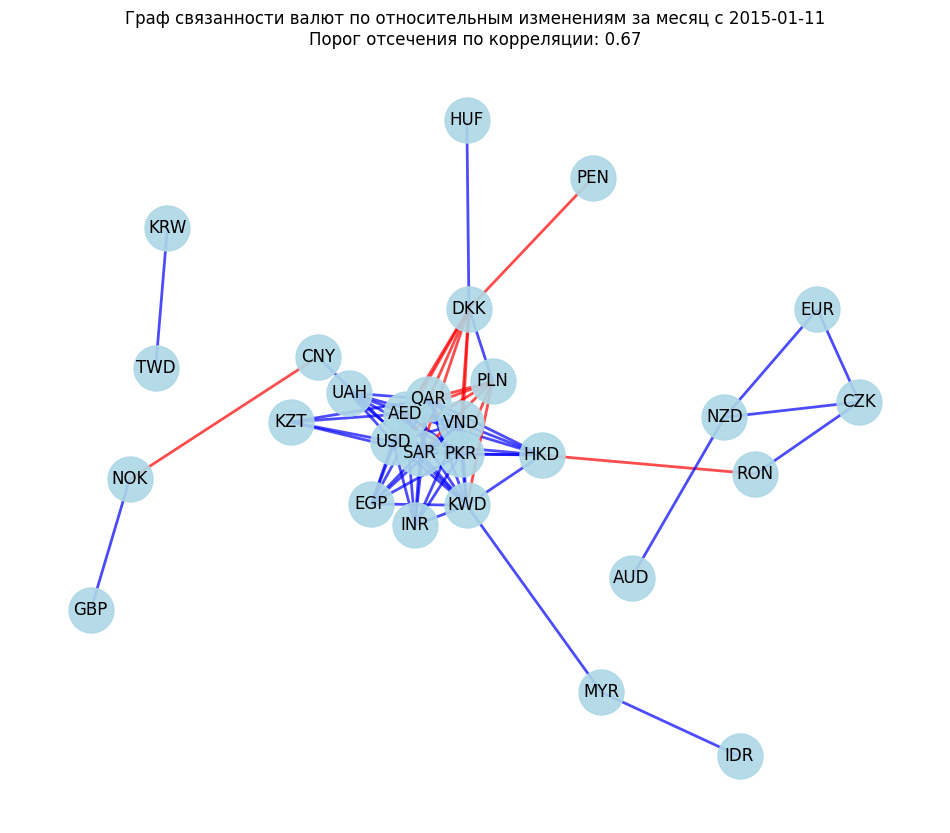 Граф связанности валют по относительным изменениям за месяц с 2015-01-11
Порог отсечения по корреляции: 0.67
HUF
PEN
KRW
DKK
EUR
CNY
TWD
PLN
UAH
QAR
CZK
AED
NZD
KZT
VND
USD
SAR
PKR
HKD
RON
NOK
EGP
KWD
INR
AUD
GBP
MYR
IDR